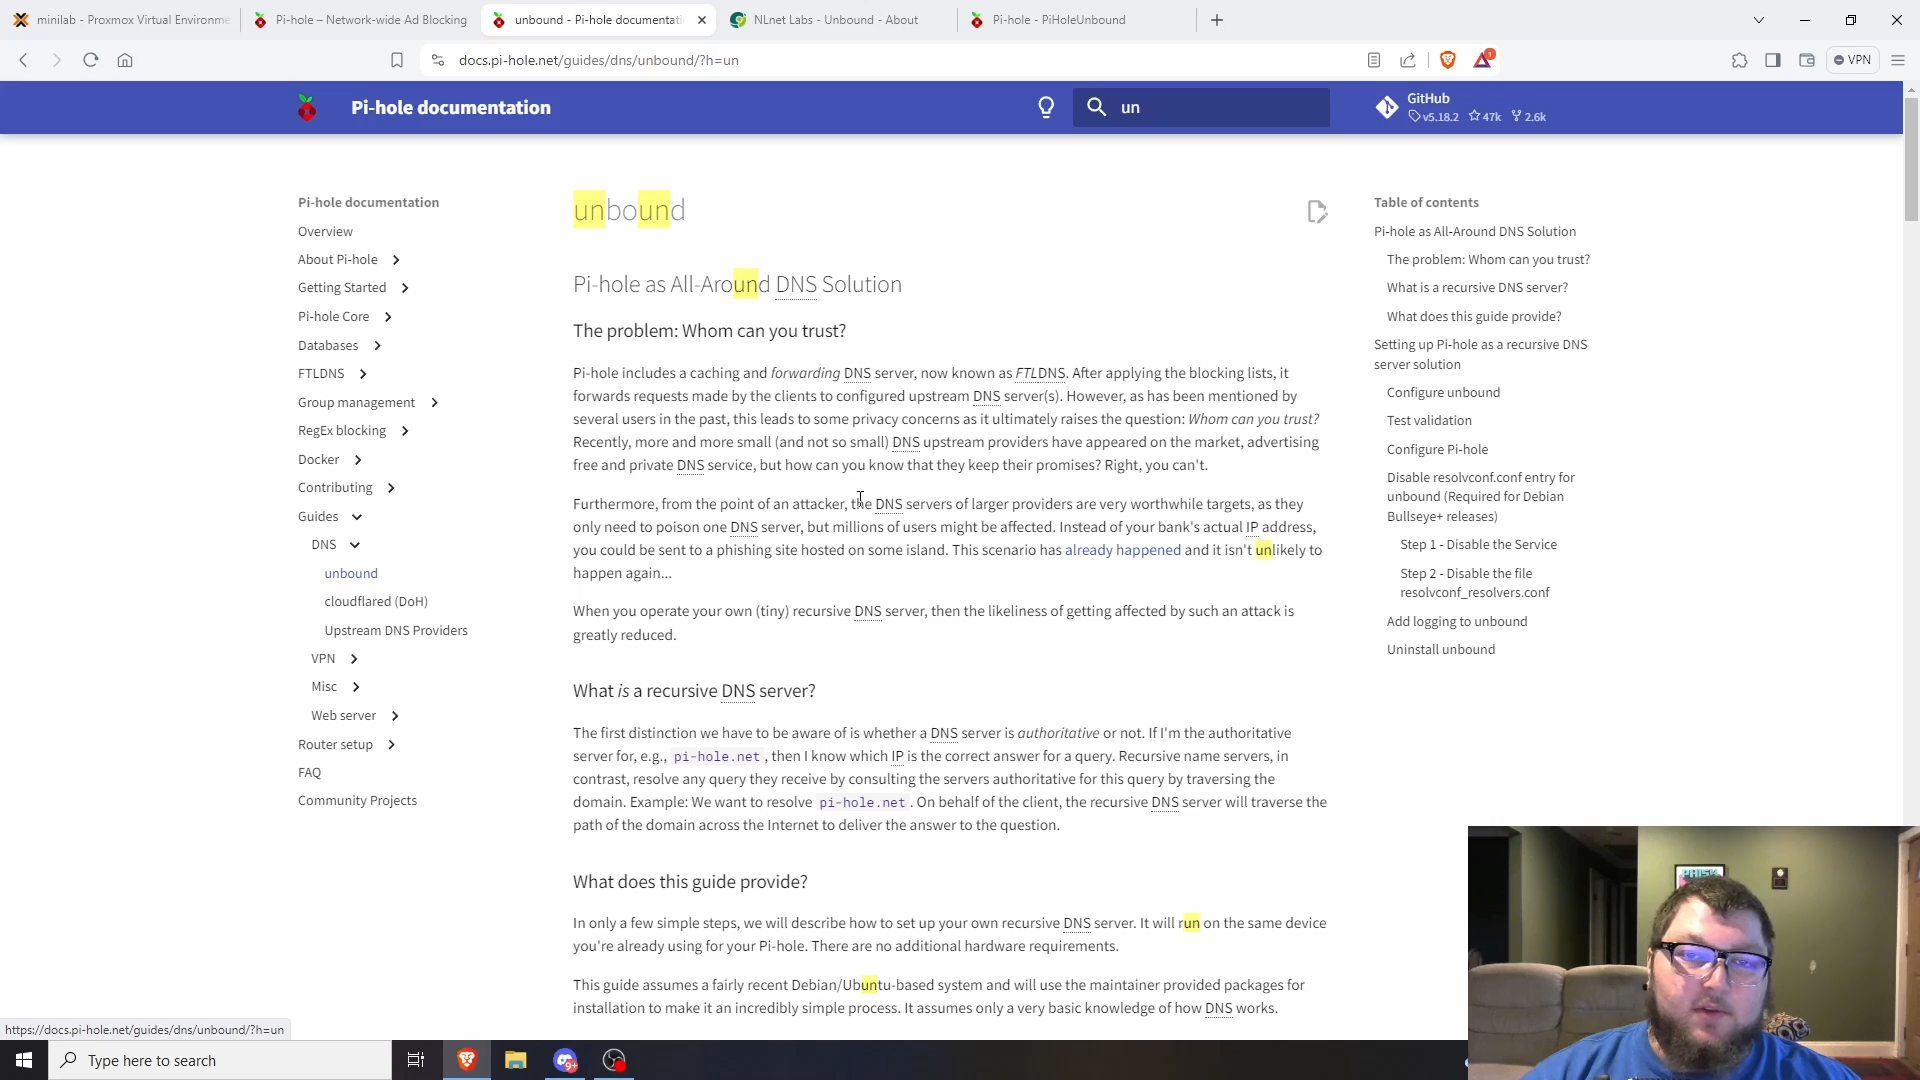 minilab - Proxmox Virtual Environme
Pi-hole – Network-wide Ad Blocking
unbound - Pi-hole documentati
NLnet Labs - Unbound - About
Pi-hole - PiHoleUnbound
docs.pi-hole.net/guides/dns/unbound/?h=un
1
VPN
Pi-hole documentation
un
GitHub
v5.18.2 47k 2.6k
Pi-hole documentation
Overview
About Pi-hole
Getting Started
Pi-hole Core
Databases
FTLDNS
Group management
RegEx blocking
Docker
Contributing
Guides
DNS
unbound
cloudflared (DoH)
Upstream DNS Providers
VPN
Misc
Web server
Router setup
FAQ
Community Projects
unbound
Pi-hole as All-Around DNS Solution
The problem: Whom can you trust?
Pi-hole includes a caching and forwarding DNS server, now known as FTLDNS. After applying the blocking lists, it
forwards requests made by the clients to configured upstream DNS server(s). However, as has been mentioned by
several users in the past, this leads to some privacy concerns as it ultimately raises the question: Whom can you trust?
Recently, more and more small (and not so small) DNS upstream providers have appeared on the market, advertising
free and private DNS service, but how can you know that they keep their promises? Right, you can't.
Furthermore, from the point of an attacker, the DNS servers of larger providers are very worthwhile targets, as they
only need to poison one DNS server, but millions of users might be affected. Instead of your bank's actual IP address,
you could be sent to a phishing site hosted on some island. This scenario has already happened and it isn't unlikely to
happen again...
When you operate your own (tiny) recursive DNS server, then the likeliness of getting affected by such an attack is
greatly reduced.
What is a recursive DNS server?
The first distinction we have to be aware of is whether a DNS server is authoritative or not. If I'm the authoritative
server for, e.g., pi-hole.net, then I know which IP is the correct answer for a query. Recursive name servers, in
contrast, resolve any query they receive by consulting the servers authoritative for this query by traversing the
domain. Example: We want to resolve pi-hole.net. On behalf of the client, the recursive DNS server will traverse the
path of the domain across the Internet to deliver the answer to the question.
What does this guide provide?
In only a few simple steps, we will describe how to set up your own recursive DNS server. It will run on the same device
you're already using for your Pi-hole. There are no additional hardware requirements.
This guide assumes a fairly recent Debian/Ubuntu-based system and will use the maintainer provided packages for
installation to make it an incredibly simple process. It assumes only a very basic knowledge of how DNS works.
Table of contents
Pi-hole as All-Around DNS Solution
The problem: Whom can you trust?
What is a recursive DNS server?
What does this guide provide?
Setting up Pi-hole as a recursive DNS
server solution
Configure unbound
Test validation
Configure Pi-hole
Disable resolvconf.conf entry for
unbound (Required for Debian
Bullseye+ releases)
Step 1 - Disable the Service
Step 2 - Disable the file
resolvconf_resolvers.conf
Add logging to unbound
Uninstall unbound
PHISH
https://docs.pi-hole.net/guides/dns/unbound/?h=un
Type here to search
9+